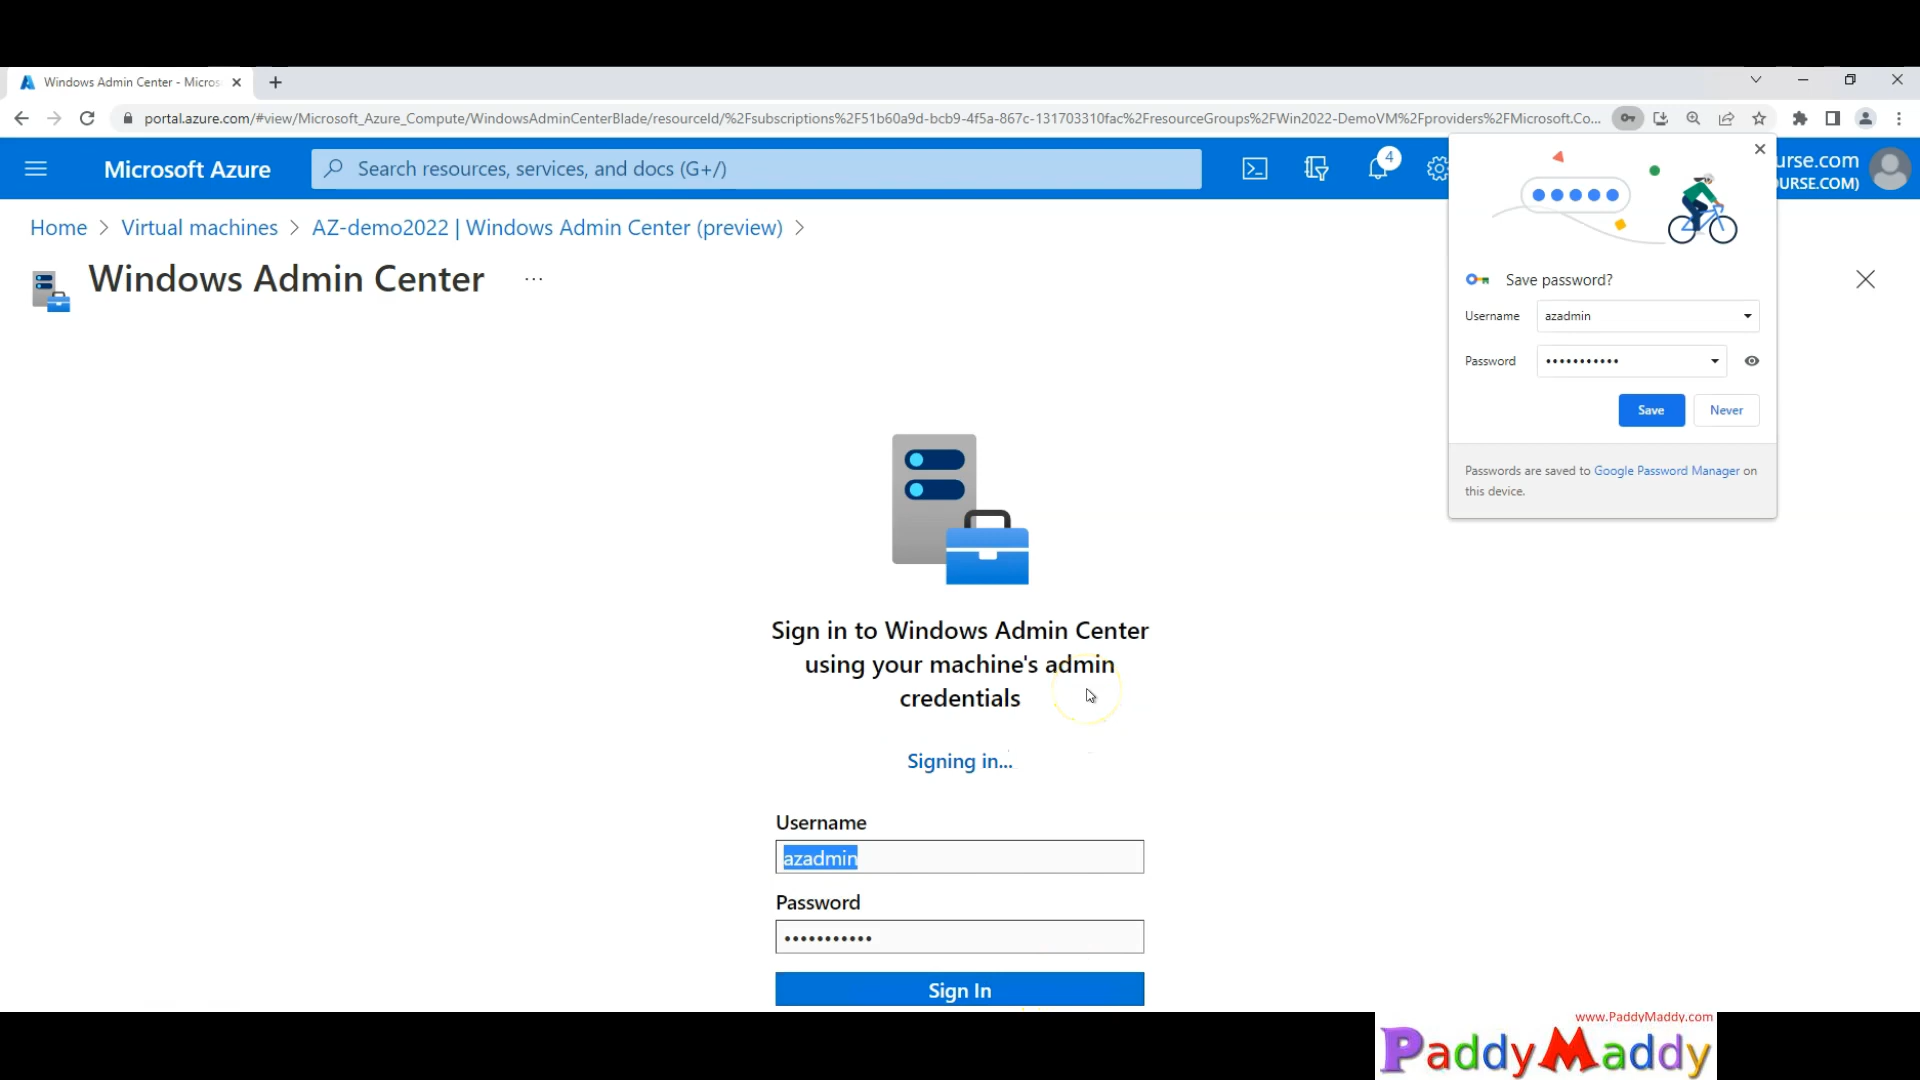 Windows Admin Center - Micros
portal.azure.com/#view/Microsoft_Azure_Compute/WindowsAdminCenterBlade/resourceId/%2Fsubscriptions%2F51b60a9d-bcb9-4f5a-867c-131703310fac%2FresourceGroups%2FWin2022-DemoVM%2Fproviders%2FMicrosoft.Co...
Microsoft Azure
Search resources, services, and docs (G+/)
4
urse.com
OURSE.COM)
Home > Virtual machines > AZ-demo2022 | Windows Admin Center (preview) >
Windows Admin Center ...
Save password?
Username azadmin
Password •••••••••••
Save Never
Passwords are saved to Google Password Manager on
this device.
Sign in to Windows Admin Center
using your machine's admin
credentials
Signing in...
Username
azadmin
Password
•••••••••••
Sign In
www.PaddyMaddy.com
PaddyMaddy